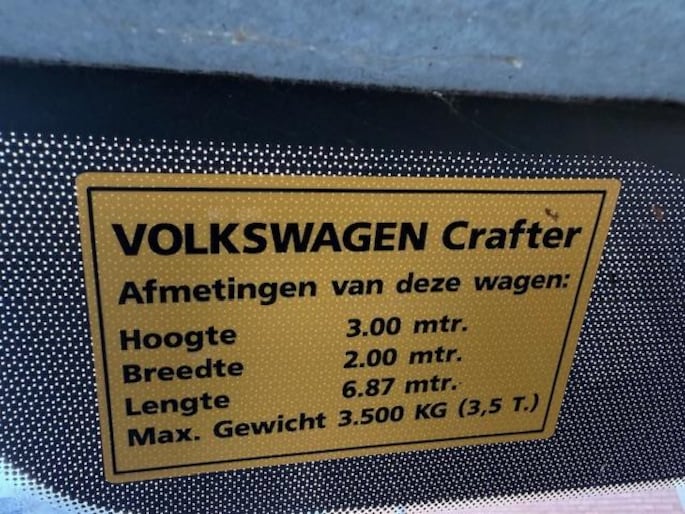 VOLKSWAGEN Crafter
Afmetingen van deze wagen:
Hoogte 3.00 mtr.
Breedte 2.00 mtr.
Lengte 6.87 mtr.
Max. Gewicht 3.500 KG (3,5 T.)